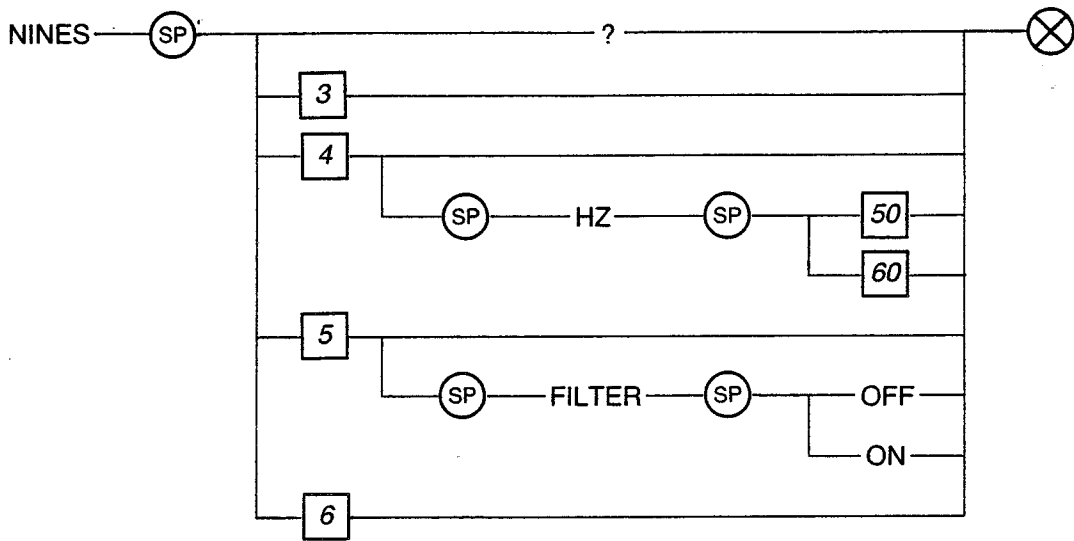 NINES SP ?
3
4
SP HZ SP 50
60
5
SP FILTER SP OFF
ON
6